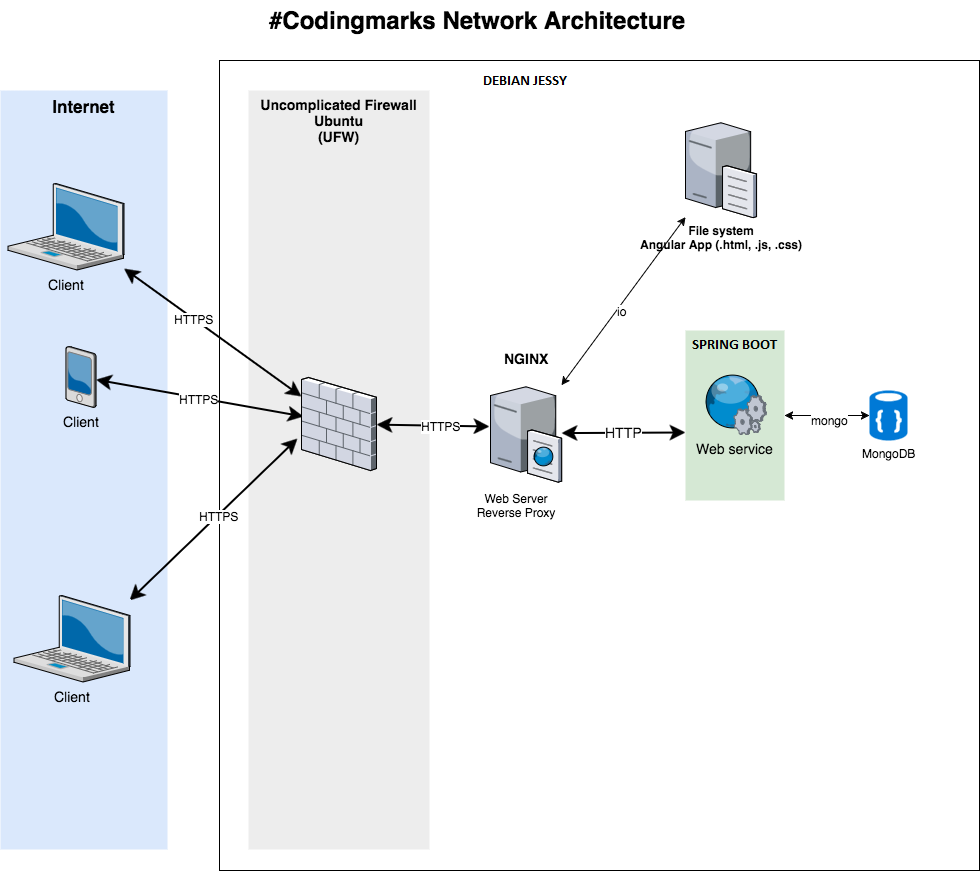 #Codingmarks Network Architecture
DEBIAN JESSY
Internet
Uncomplicated Firewall
Ubuntu
(UFW)
Client
HTTPS
Client
HTTPS
HTTPS
Client
HTTPS
NGINX
Web Server
Reverse Proxy
io
File system
Angular App (.html, .js, .css)
HTTP
SPRING BOOT
Web service
mongo
MongoDB